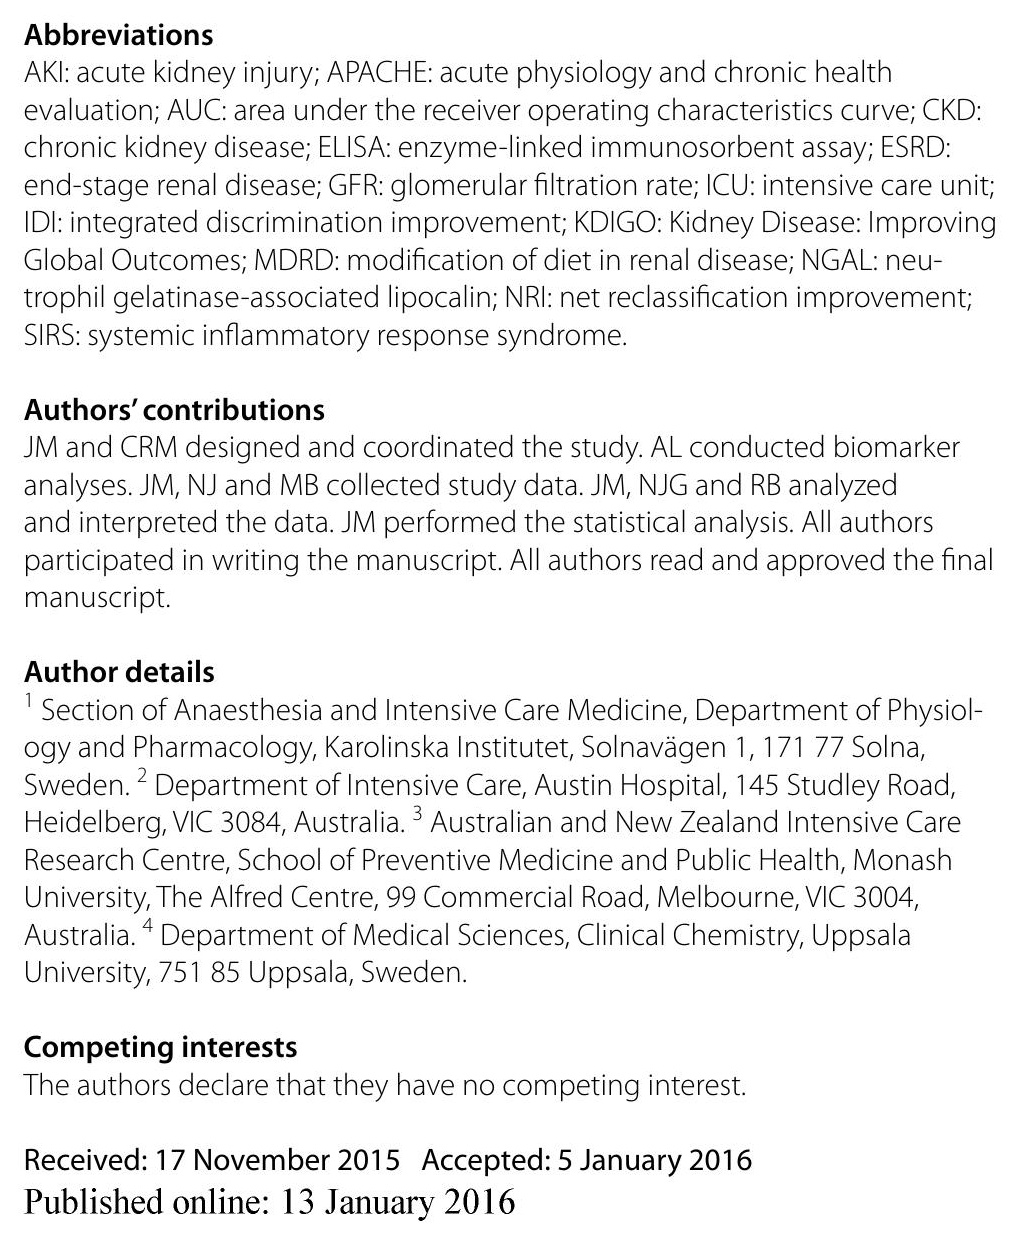 Abbreviations
AKI: acute kidney injury; APACHE: acute physiology and chronic health
evaluation; AUC: area under the receiver operating characteristics curve; CKD:
chronic kidney disease; ELISA: enzyme-linked immunosorbent assay; ESRD:
end-stage renal disease; GFR: glomerular filtration rate; ICU: intensive care unit;
IDI: integrated discrimination improvement; KDIGO: Kidney Disease: Improving
Global Outcomes; MDRD: modification of diet in renal disease; NGAL: neu-
trophil gelatinase-associated lipocalin; NRI: net reclassification improvement;
SIRS: systemic inflammatory response syndrome.
Authors’ contributions
JM and CRM designed and coordinated the study. AL conducted biomarker
analyses. JM, NJ and MB collected study data. JM, NJG and RB analyzed
and interpreted the data. JM performed the statistical analysis. All authors
participated in writing the manuscript. All authors read and approved the final
manuscript.
Author details
1 Section of Anaesthesia and Intensive Care Medicine, Department of Physiol-
ogy and Pharmacology, Karolinska Institutet, Solnavägen 1, 171 77 Solna,
Sweden. 2 Department of Intensive Care, Austin Hospital, 145 Studley Road,
Heidelberg, VIC 3084, Australia. 3 Australian and New Zealand Intensive Care
Research Centre, School of Preventive Medicine and Public Health, Monash
University, The Alfred Centre, 99 Commercial Road, Melbourne, VIC 3004,
Australia. 4 Department of Medical Sciences, Clinical Chemistry, Uppsala
University, 751 85 Uppsala, Sweden.
Competing interests
The authors declare that they have no competing interest.
Received: 17 November 2015 Accepted: 5 January 2016
Published online: 13 January 2016